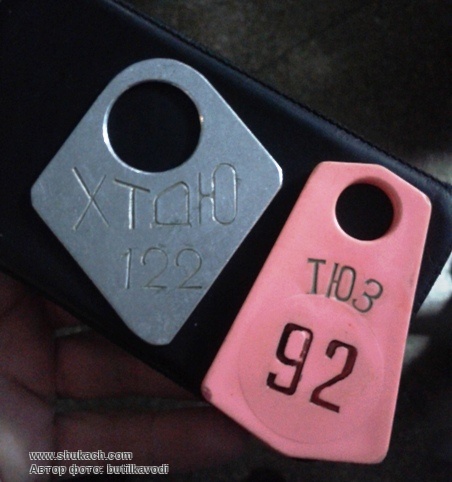 ХТДЮ
122
ТЮЗ
92
www.shukach.com
Автор фото: butilkavodi